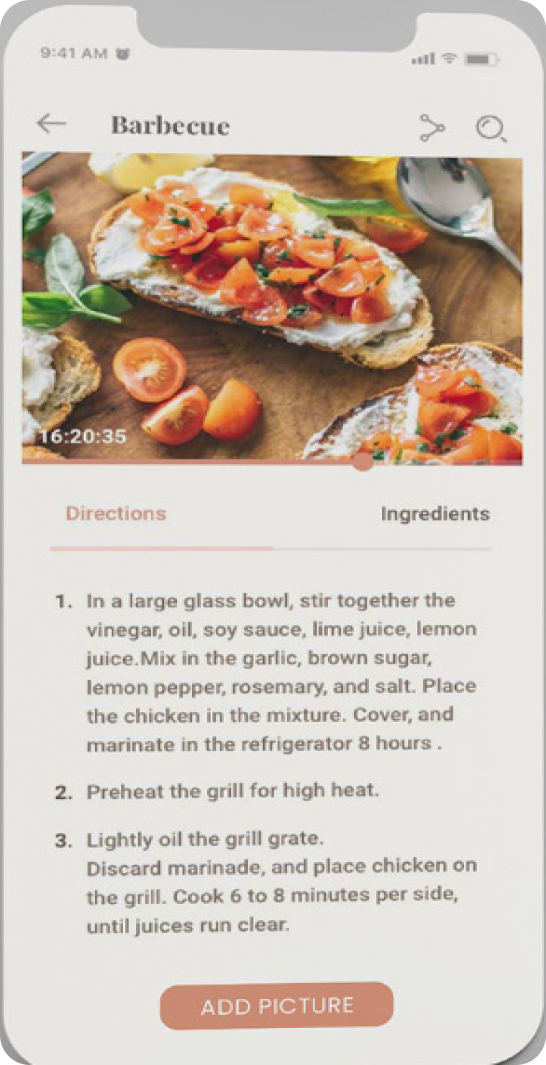 9:41 AM
Barbecue
16:20:35
Directions
Ingredients
1. In a large glass bowl, stir together the
vinegar, oil, soy sauce, lime juice, lemon
juice.Mix in the garlic, brown sugar,
lemon pepper, rosemary, and salt. Place
the chicken in the mixture. Cover, and
marinate in the refrigerator 8 hours .
2. Preheat the grill for high heat.
3. Lightly oil the grill grate.
Discard marinade, and place chicken on
the grill. Cook 6 to 8 minutes per side,
until juices run clear.
ADD PICTURE